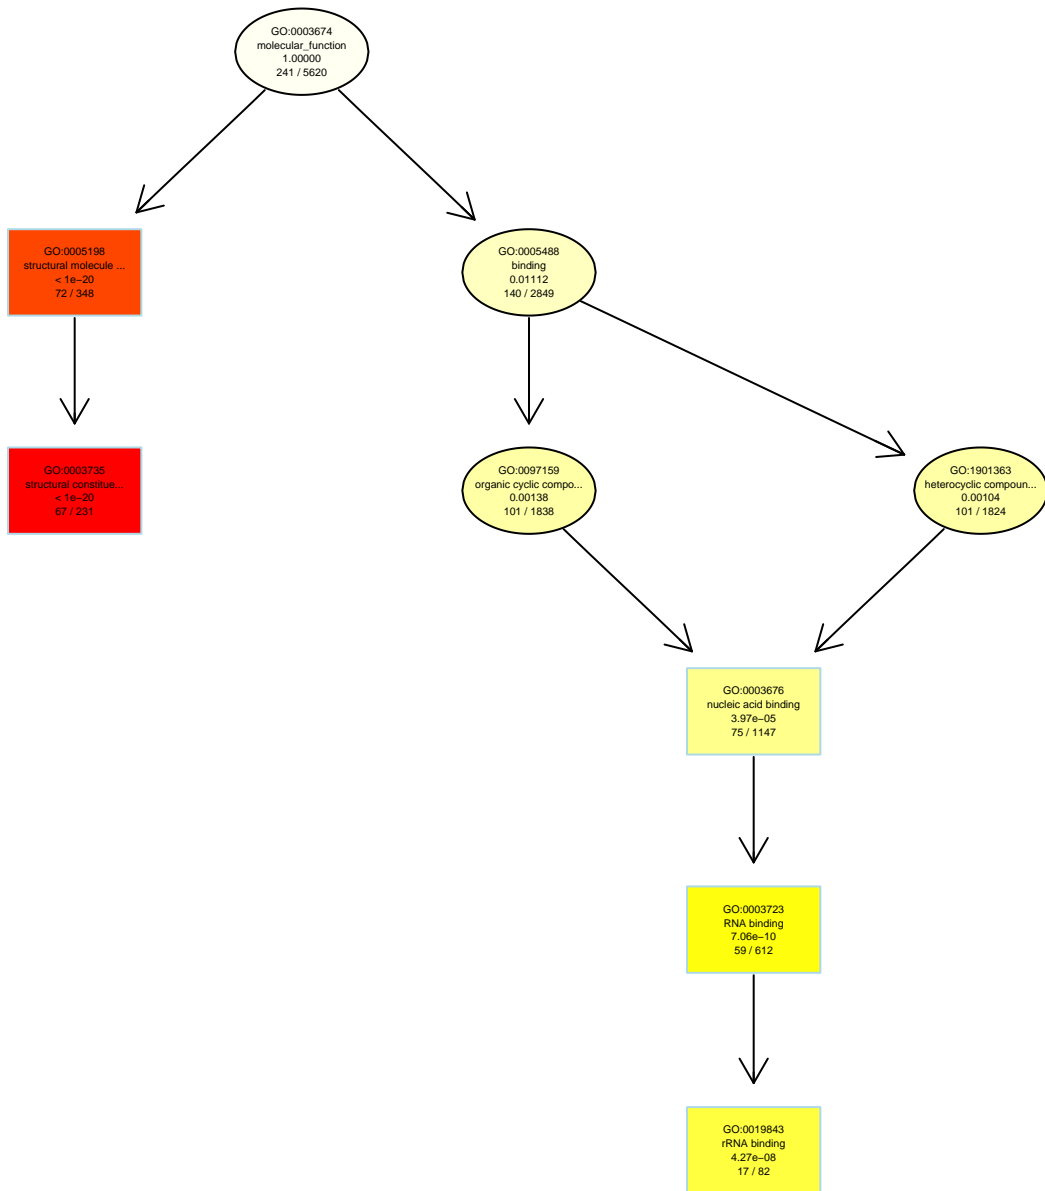 GO:0003674
molecular_function
1.00000
241 / 5620
GO:0005198
structural molecule ...
< 1e−20
72 / 348
GO:0005488
binding
0.01112
140 / 2849
GO:0003735
structural constitue...
< 1e−20
67 / 231
GO:0097159
organic cyclic compo...
0.00138
101 / 1838
GO:1901363
heterocyclic compoun...
0.00104
101 / 1824
GO:0003676
nucleic acid binding
3.97e−05
75 / 1147
GO:0003723
RNA binding
7.06e−10
59 / 612
GO:0019843
rRNA binding
4.27e−08
17 / 82